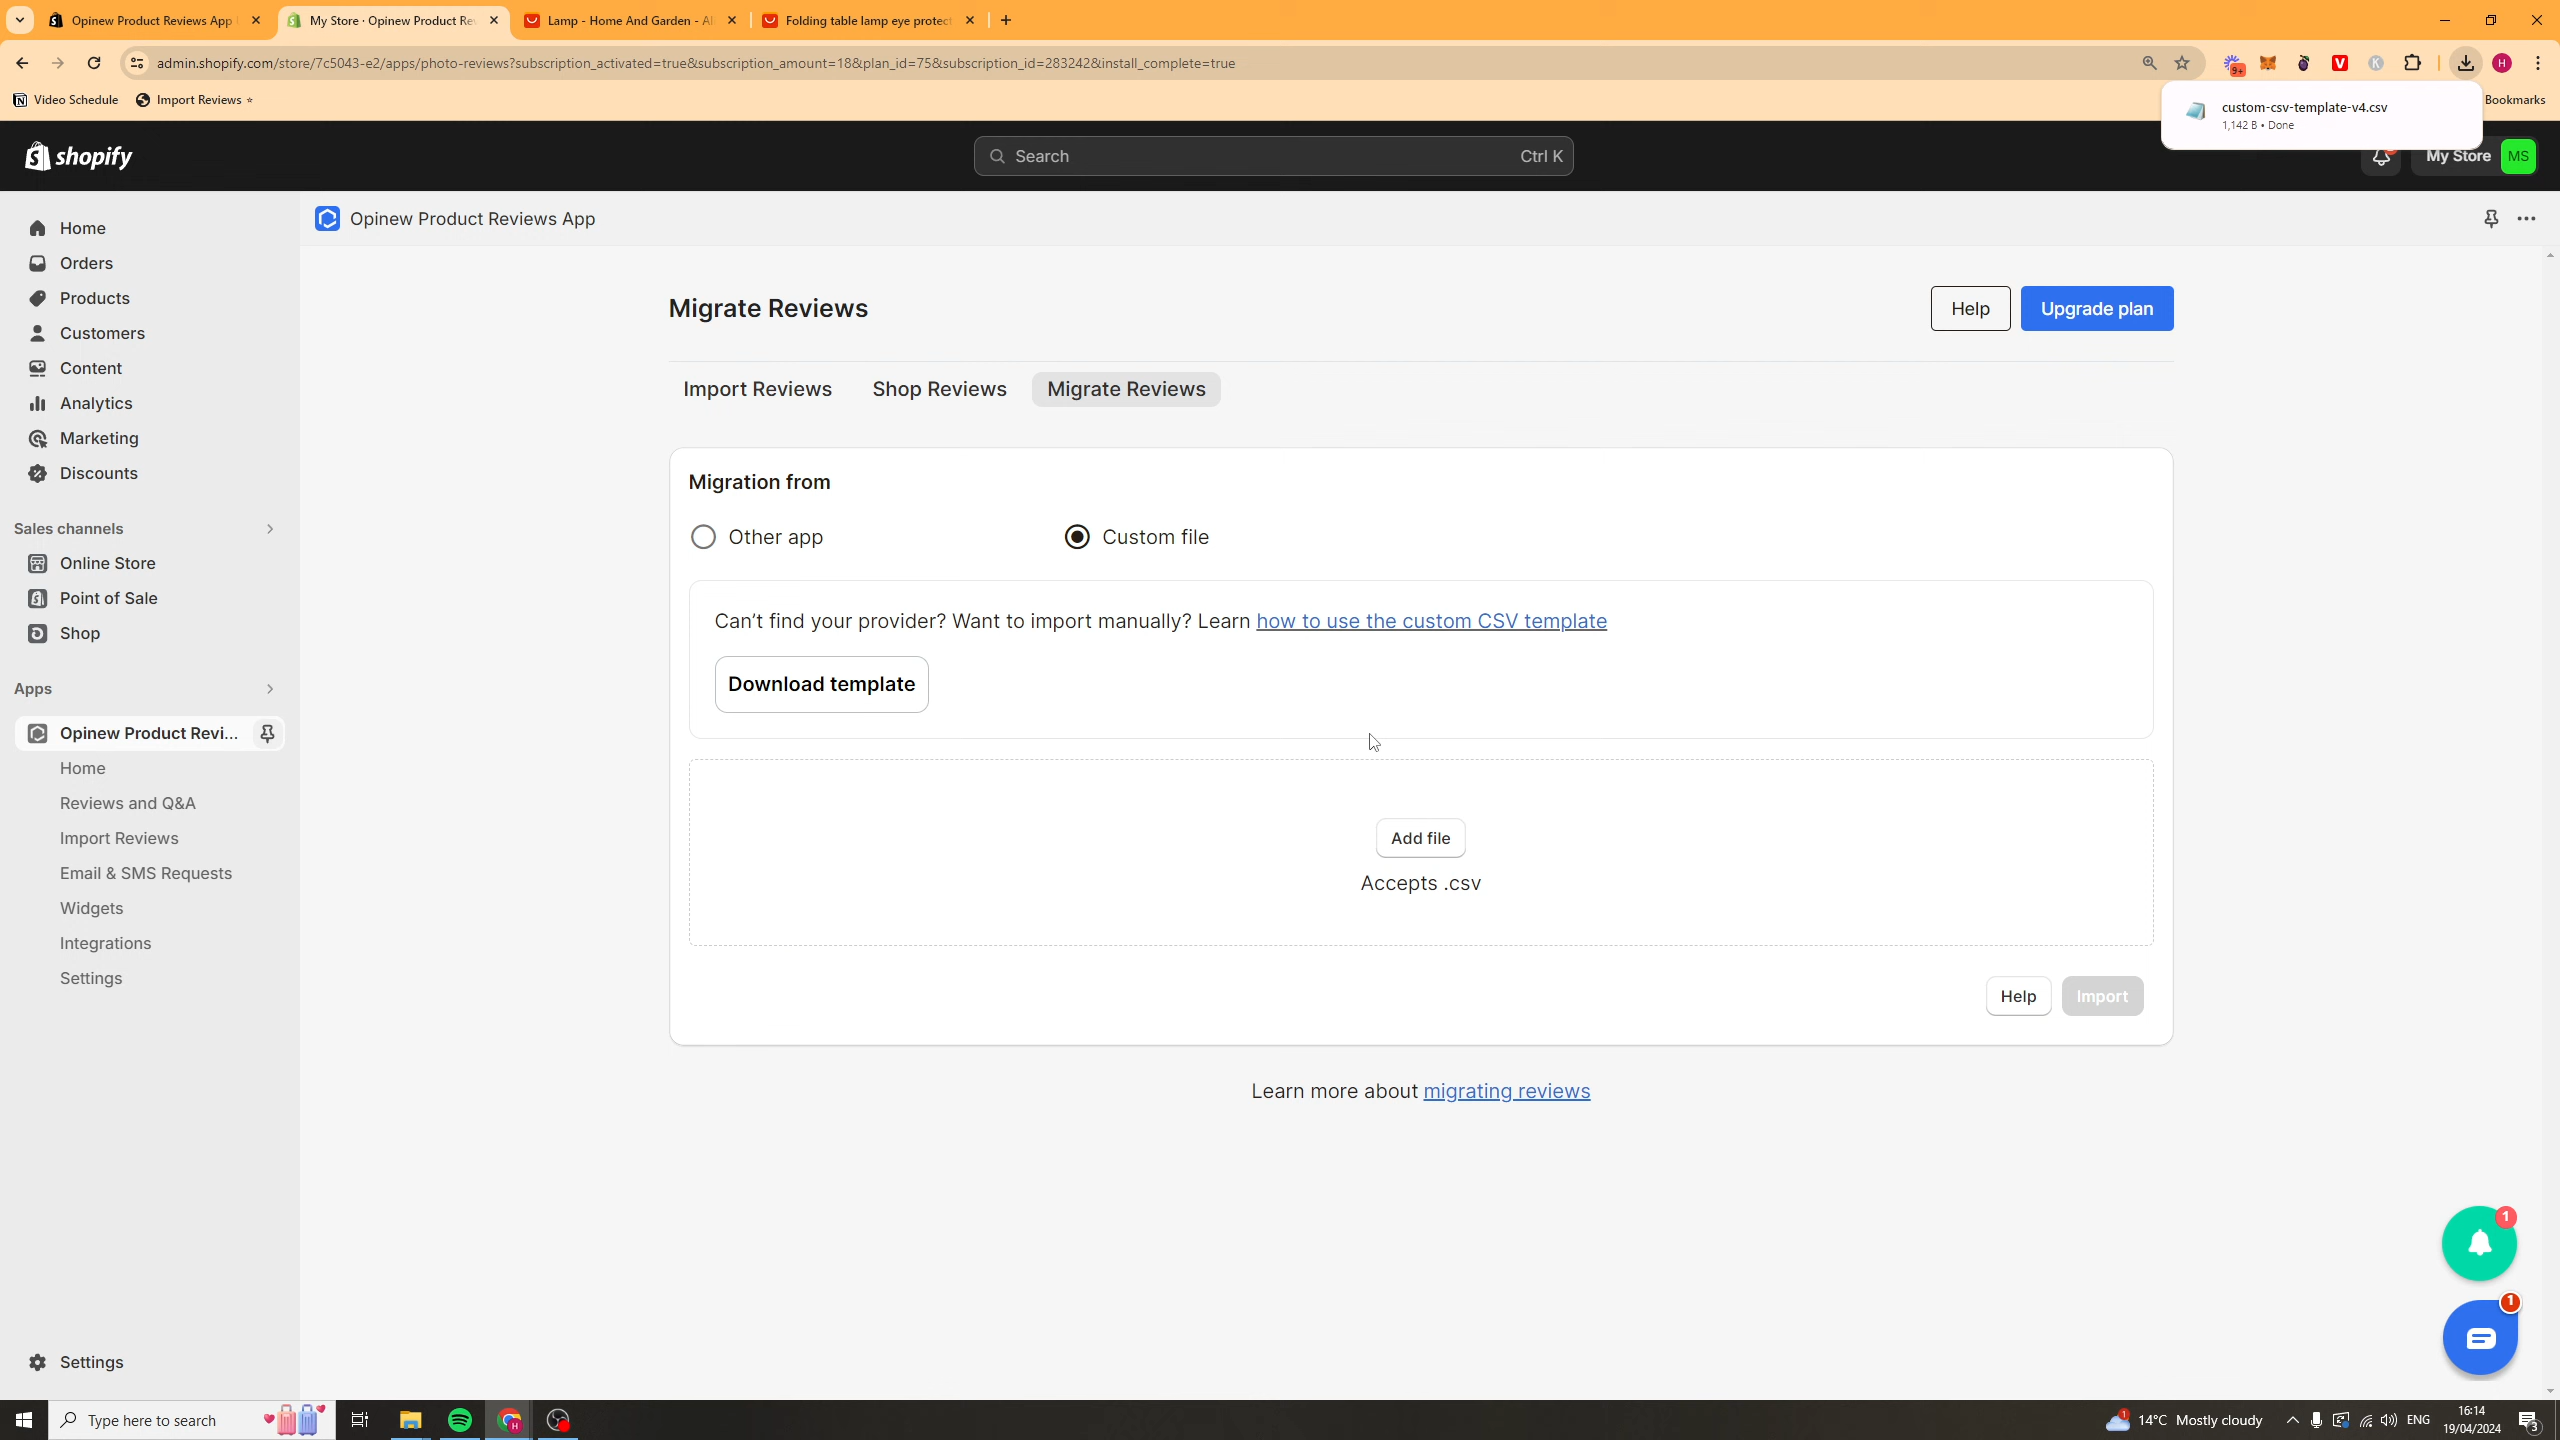 Opinew Product Reviews App
My Store · Opinew Product Re
Lamp - Home And Garden - Al
Folding table lamp eye protect
admin.shopify.com/store/7c5043-e2/apps/photo-reviews?subscription_activated=true&subscription_amount=18&plan_id=75&subscription_id=283242&install_complete=true
9+
V
K
H
Video Schedule
Import Reviews ⭑
Bookmarks
custom-csv-template-v4.csv
1,142 B • Done
shopify
Search
Ctrl K
My Store
MS
Home
Orders
Products
Customers
Content
Analytics
Marketing
Discounts
Sales channels
Online Store
Point of Sale
Shop
Apps
Opinew Product Revi...
Home
Reviews and Q&A
Import Reviews
Email & SMS Requests
Widgets
Integrations
Settings
Settings
Opinew Product Reviews App
Migrate Reviews
Help
Upgrade plan
Import Reviews
Shop Reviews
Migrate Reviews
Migration from
Other app
Custom file
Can't find your provider? Want to import manually? Learn how to use the custom CSV template
Download template
Add file
Accepts .csv
Help
Import
Learn more about migrating reviews
1
1
Type here to search
H
1
14°C Mostly cloudy
ENG
16:14
19/04/2024
3